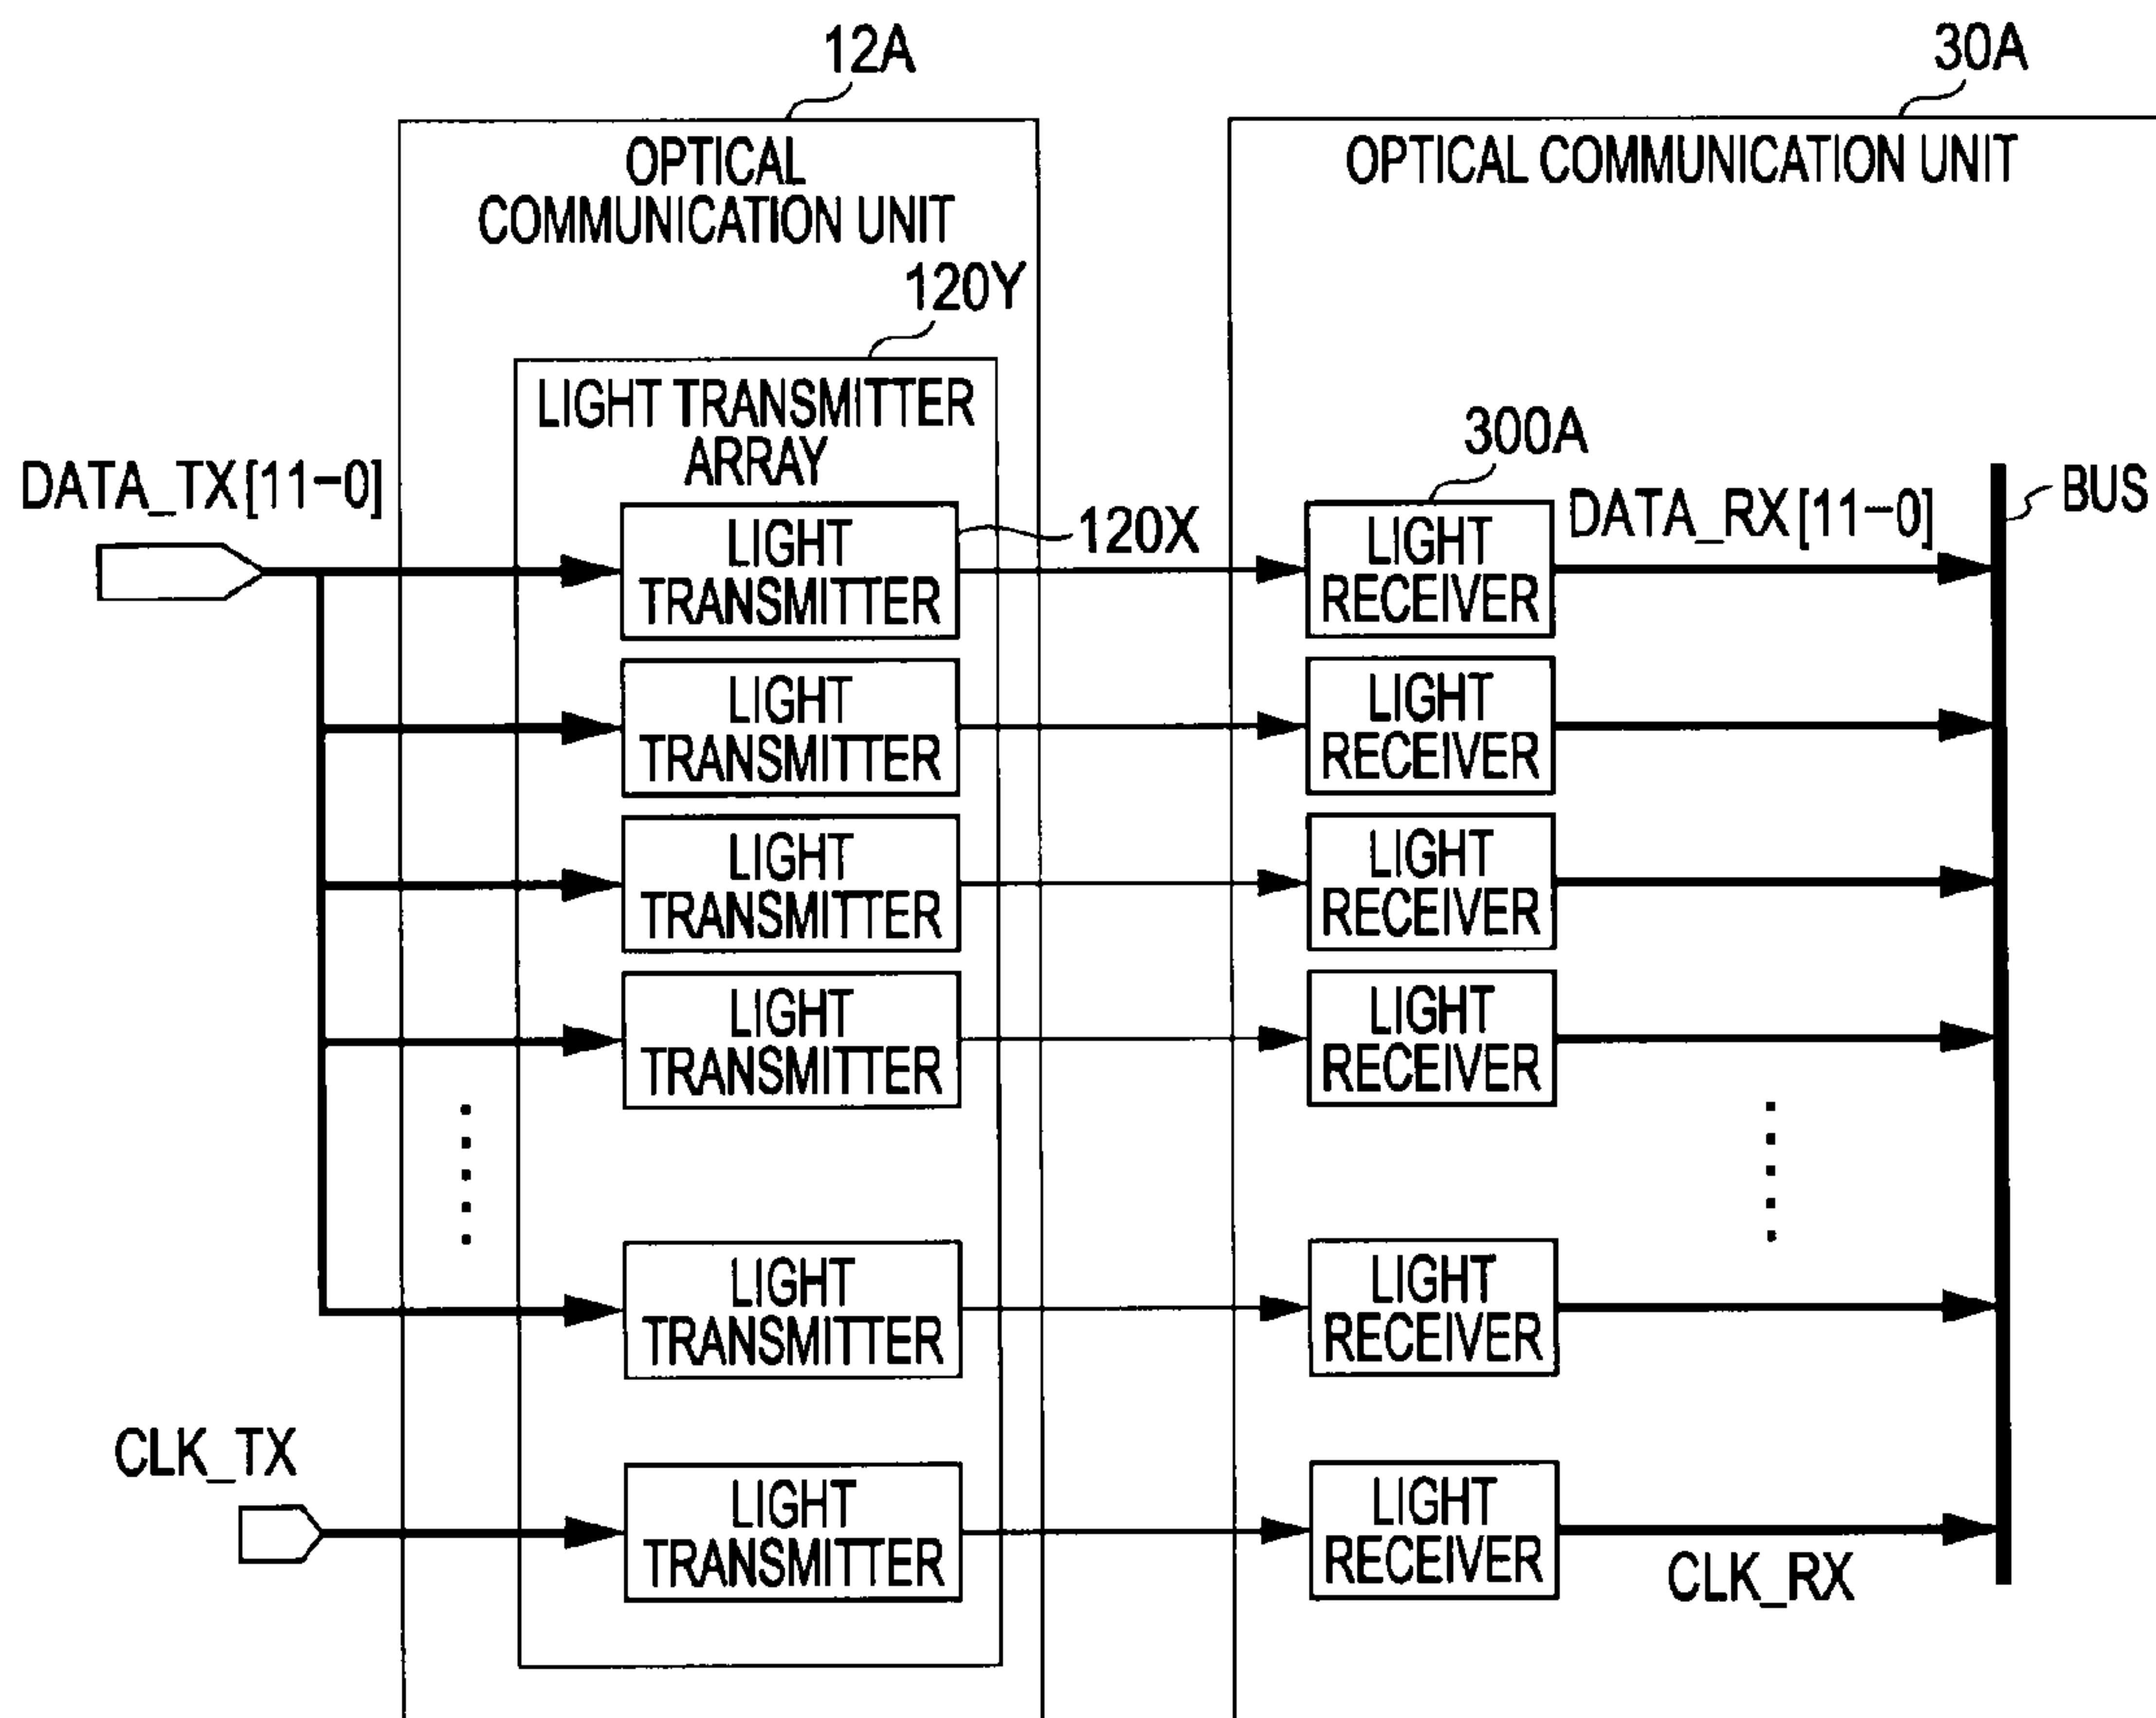 12A
30A
OPTICAL
COMMUNICATION UNIT
OPTICAL COMMUNICATION UNIT
120Y
LIGHT TRANSMITTER
ARRAY
300A
DATA_TX[11-0]
DATA_RX[11-0]
BUS
LIGHT
TRANSMITTER
120X
LIGHT
RECEIVER
LIGHT
TRANSMITTER
LIGHT
RECEIVER
LIGHT
TRANSMITTER
LIGHT
RECEIVER
LIGHT
TRANSMITTER
LIGHT
RECEIVER
LIGHT
TRANSMITTER
LIGHT
RECEIVER
CLK_TX
LIGHT
TRANSMITTER
LIGHT
RECEIVER
CLK_RX